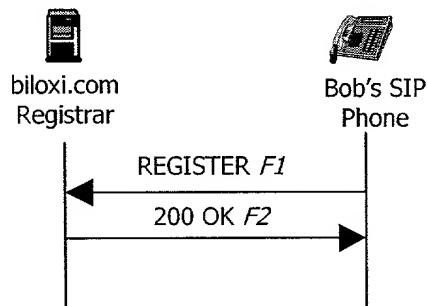 biloxi.com
Registrar
Bob's SIP
Phone
REGISTER F1
200 OK F2